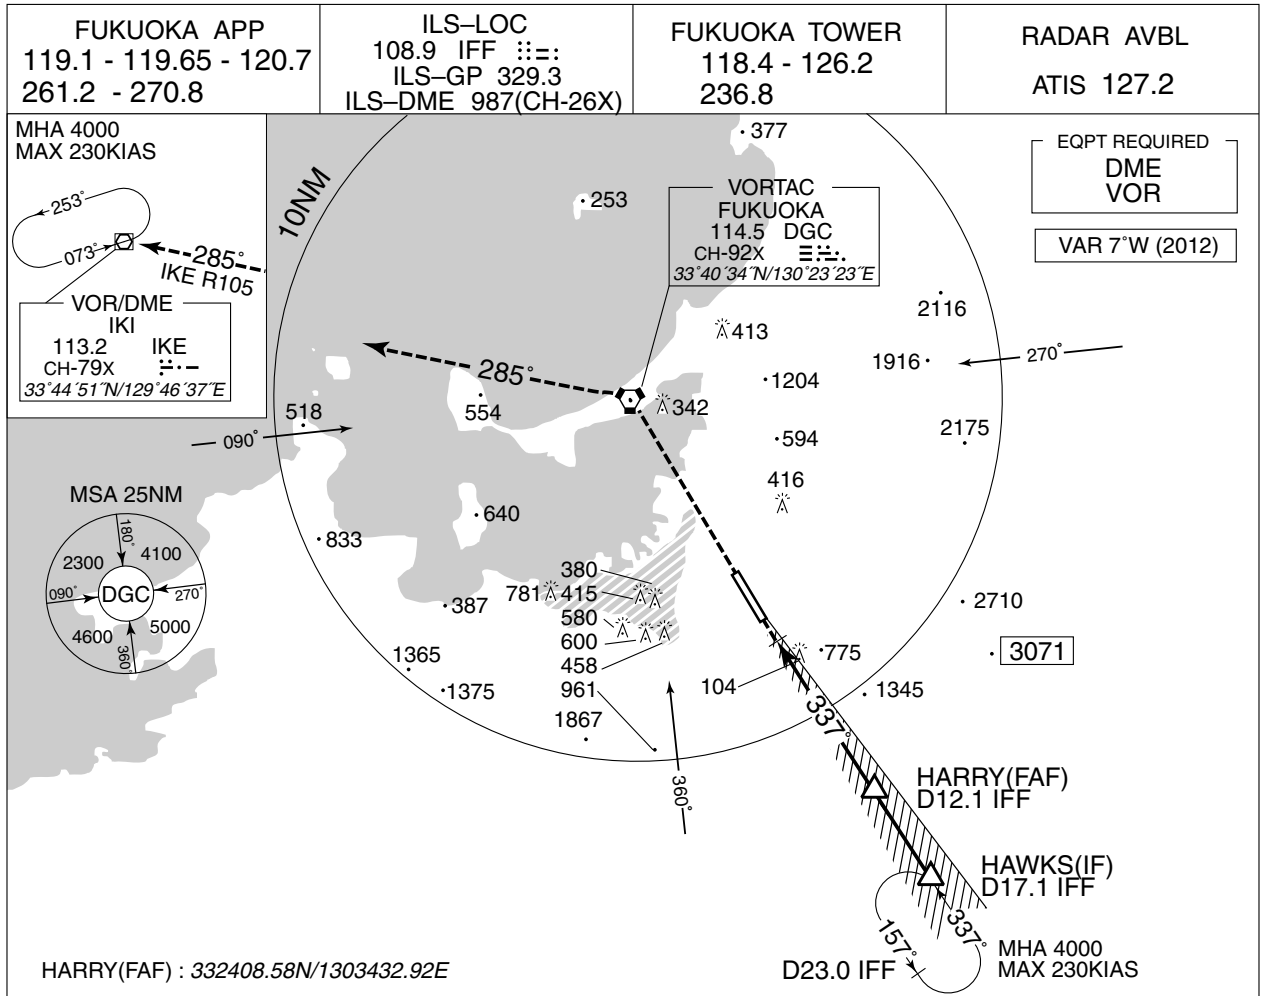 FUKUOKA APP
119.1 - 119.65 - 120.7
261.2 - 270.8
ILS–LOC
108.9 IFF
ILS–GP 329.3
ILS–DME 987(CH-26X)
FUKUOKA TOWER
118.4 - 126.2
236.8
RADAR AVBL
ATIS 127.2
MHA 4000
MAX 230KIAS
253°
073°
285°
IKE R105
VOR/DME
IKI
113.2 IKE
CH-79X
33°44´51˝N/129°46´37˝E
10NM
377
253
VORTAC
FUKUOKA
114.5 DGC
CH-92X
33°40´34˝N/130°23´23˝E
EQPT REQUIRED
DME
VOR
VAR 7°W (2012)
2116
413
1916
270°
285°
1204
342
554
518
090°
594
2175
416
MSA 25NM
180°
2300
4100
090°
DGC
270°
4600
5000
360°
640
833
380
781
415
387
580
600
458
2710
775
3071
1365
1375
961
104
1345
1867
337°
360°
HARRY(FAF)
D12.1 IFF
HAWKS(IF)
D17.1 IFF
337°
157°
MHA 4000
MAX 230KIAS
D23.0 IFF
HARRY(FAF) : 332408.58N/1303432.92E